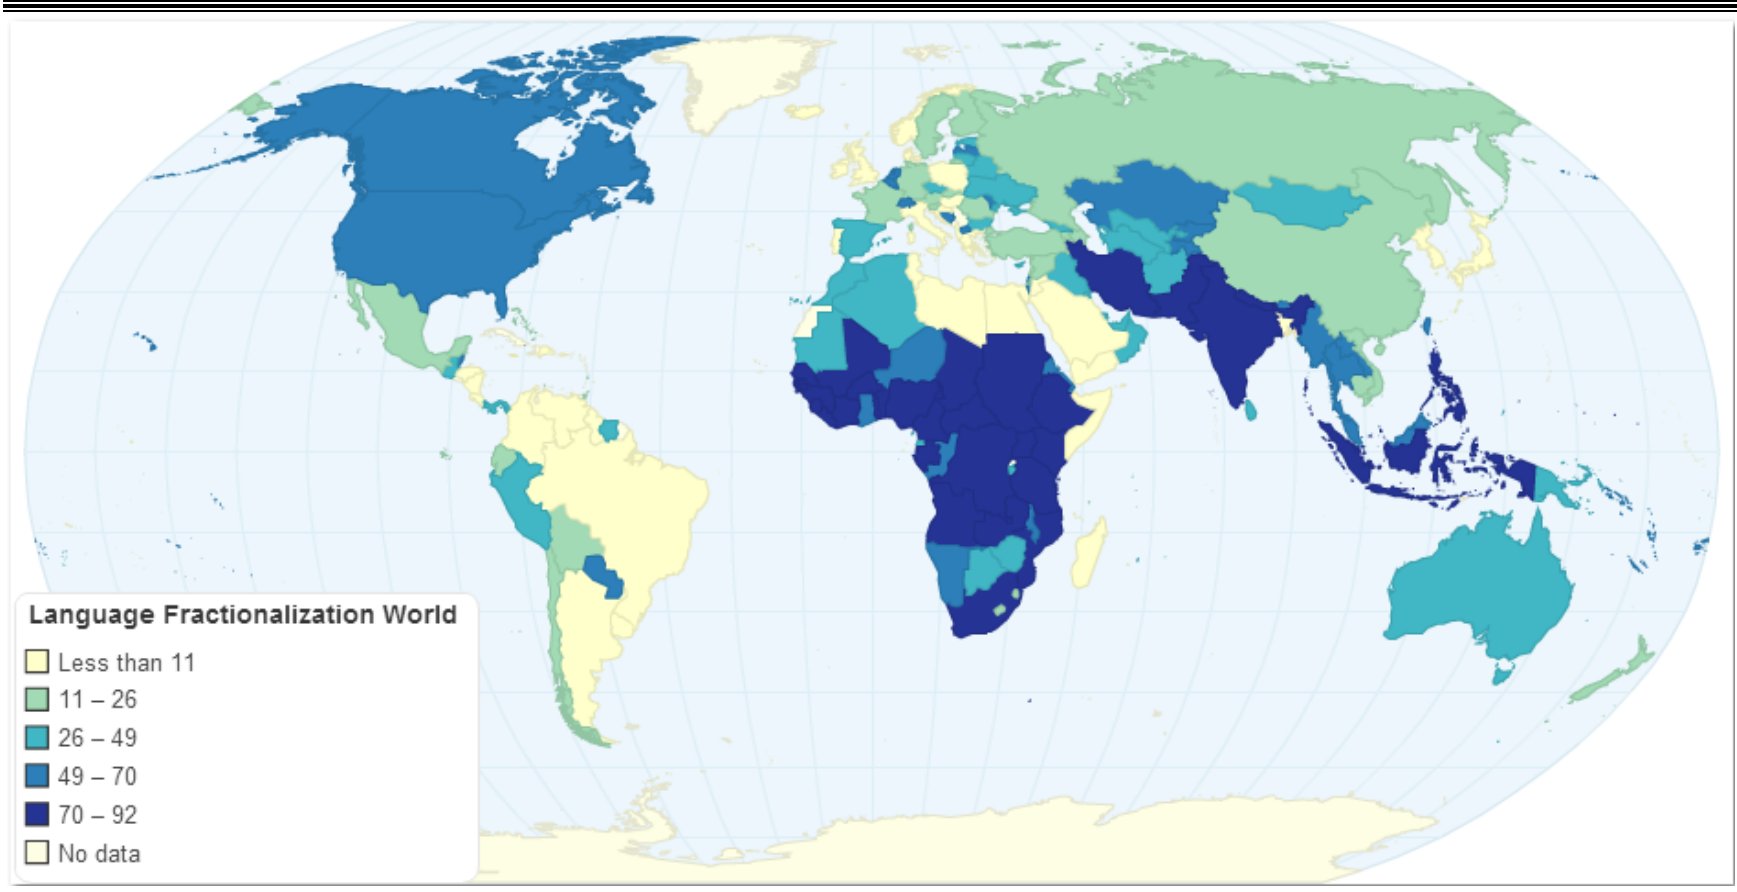 Language Fractionalization World
Less than 11
11 – 26
26 – 49
49 – 70
70 – 92
No data